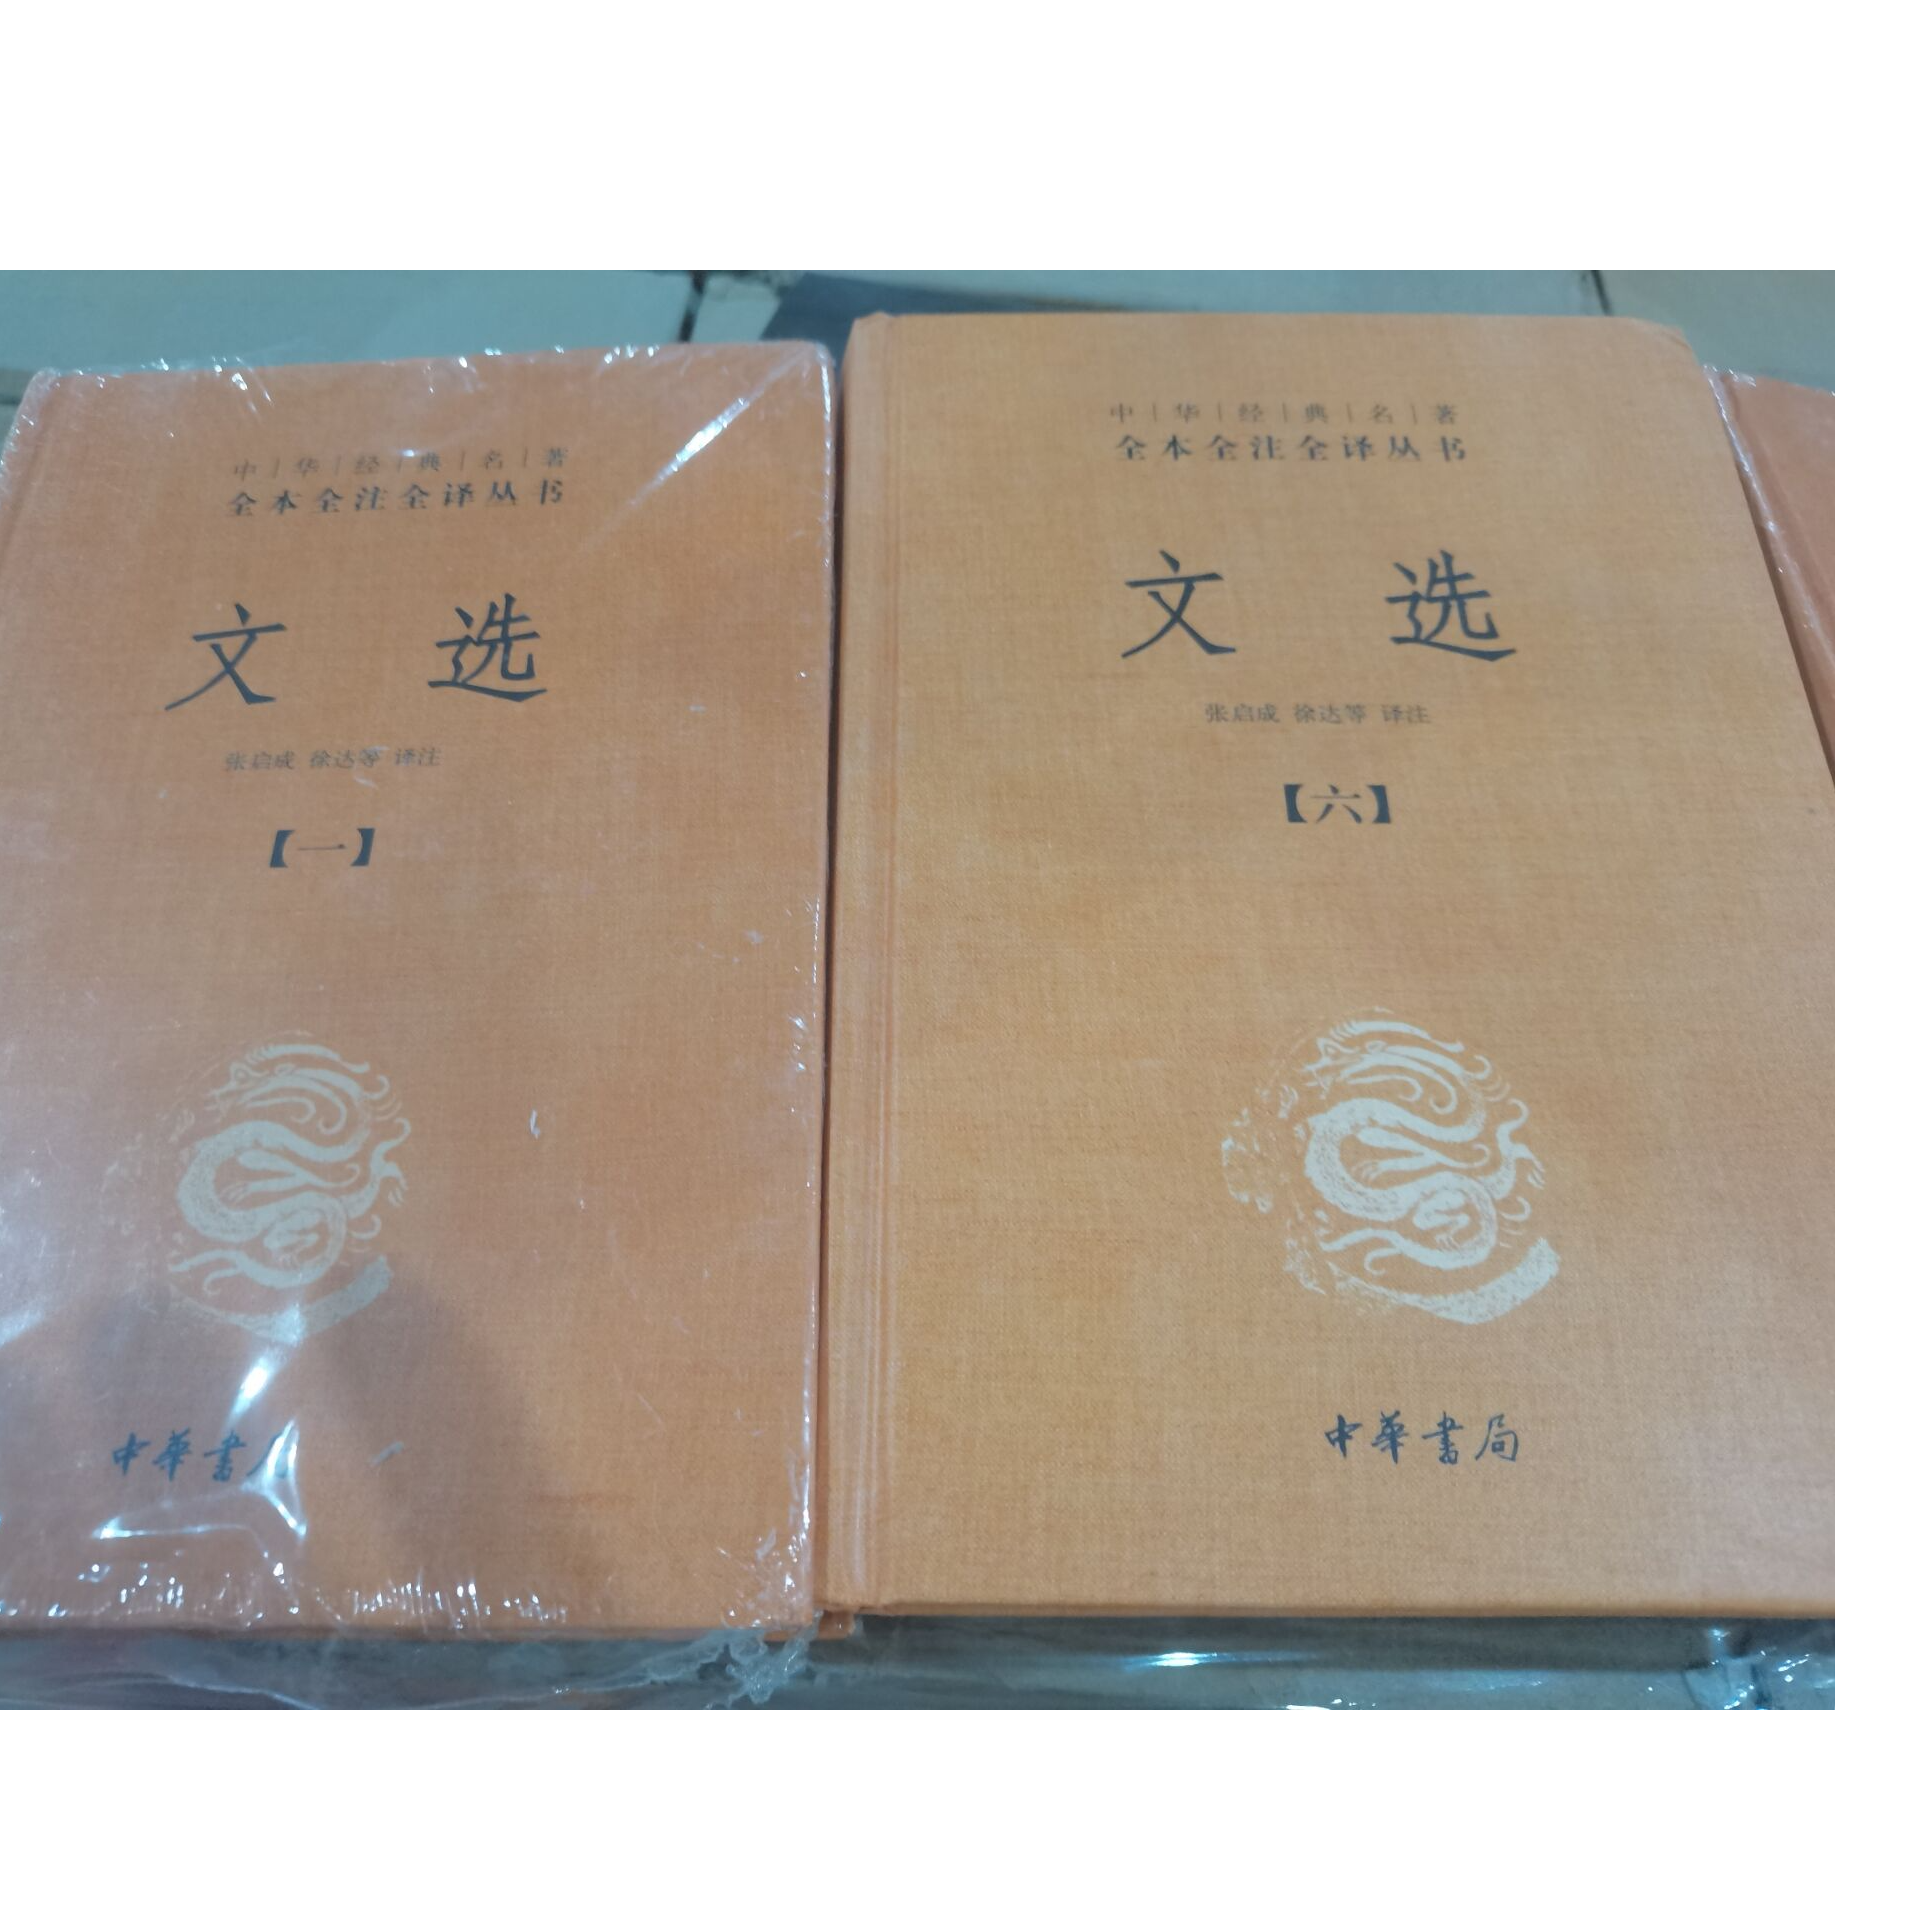 中|华|经|典|名|著
全本全注全译丛书
文选
张启成 徐达等 译注
【一】
中華書局
中|华|经|典|名|著
全本全注全译丛书
文选
张启成 徐达等 译注
【六】
中華書局